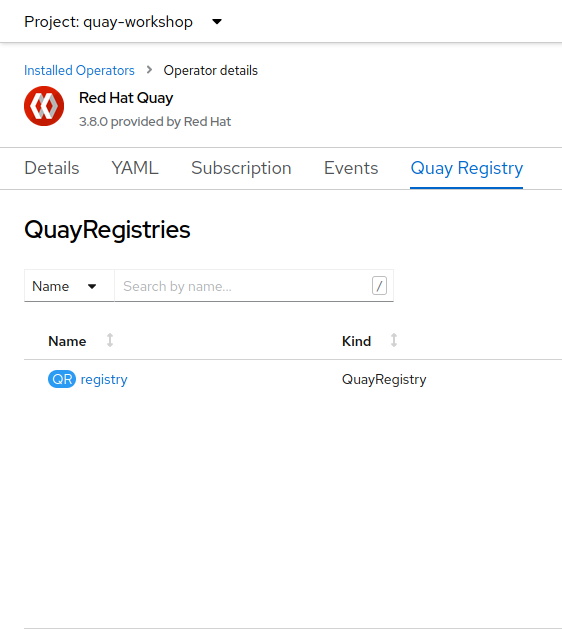 Project: quay-workshop
Installed Operators > Operator details
Red Hat Quay
3.8.0 provided by Red Hat
Details YAML Subscription Events Quay Registry
QuayRegistries
Name Search by name... /
Name Kind
QR registry QuayRegistry